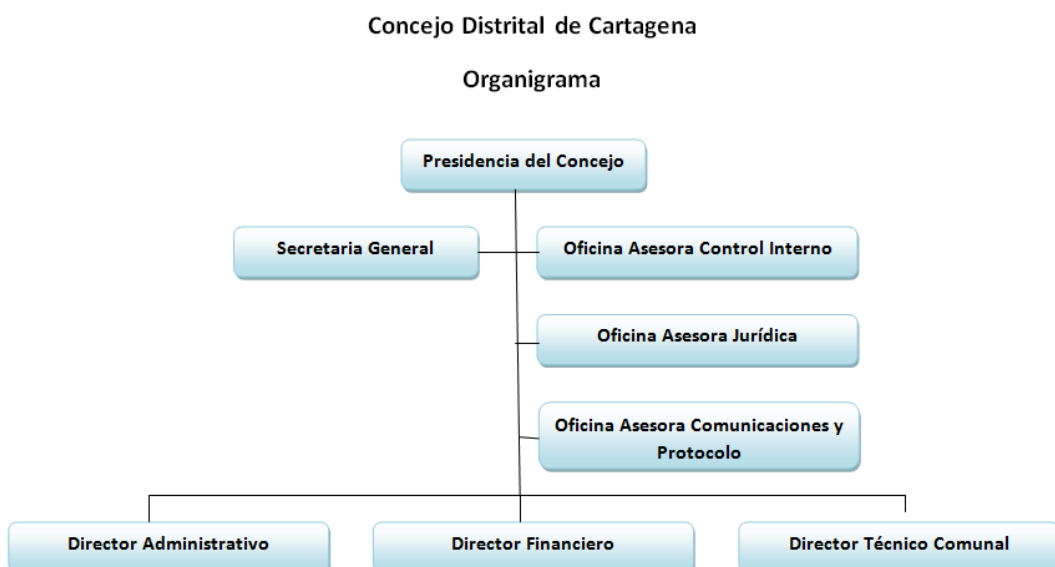 Concejo Distrital de Cartagena
Organigrama
Presidencia del Concejo
Secretaria General
Oficina Asesora Control Interno
Oficina Asesora Jurídica
Oficina Asesora Comunicaciones y
Protocolo
Director Administrativo
Director Financiero
Director Técnico Comunal